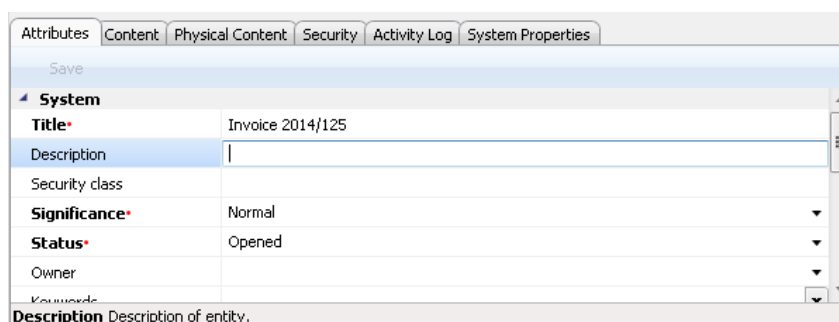 Attributes Content Physical Content Security Activity Log System Properties
Save
System
Title• Invoice 2014/125
Description
Security class
Significance• Normal
Status• Opened
Owner
Keywords
Description Description of entity.